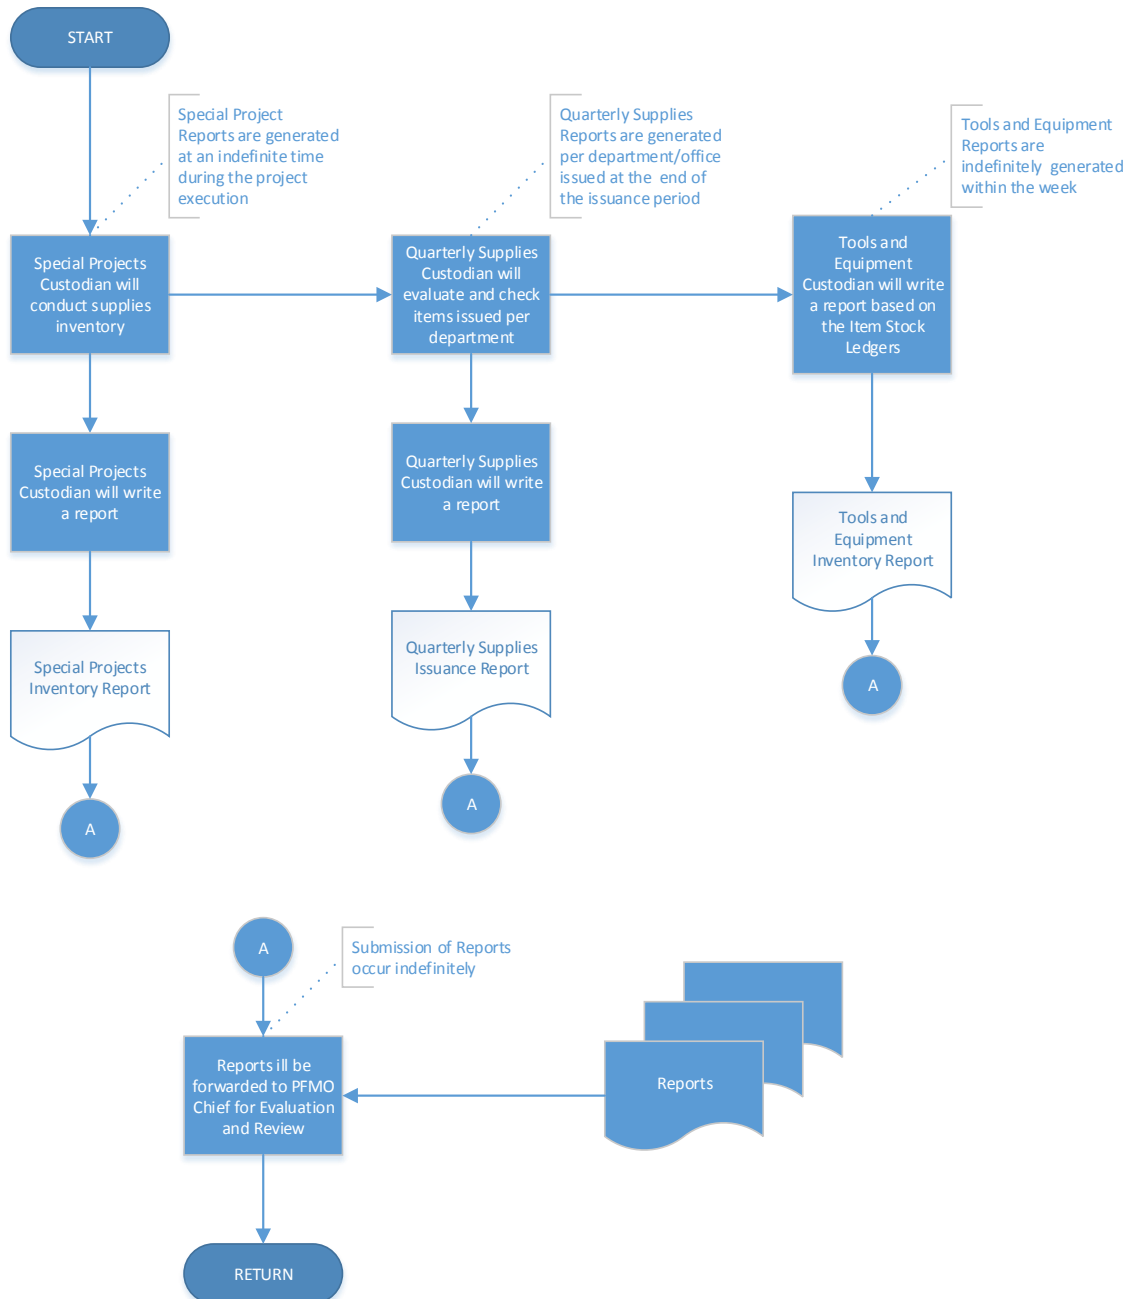 START
Special Project
Reports are generated
at an indefinite time
during the project
execution
Quarterly Supplies
Reports are generated
per department/office
issued at the end of
the issuance period
Tools and Equipment
Reports are
indefinitely generated
within the week
Special Projects
Custodian will
conduct supplies
inventory
Quarterly Supplies
Custodian will
evaluate and check
items issued per
department
Tools and
Equipment
Custodian will write
a report based on
the Item Stock
Ledgers
Special Projects
Custodian will write
a report
Quarterly Supplies
Custodian will write
a report
Tools and
Equipment
Inventory Report
Special Projects
Inventory Report
Quarterly Supplies
Issuance Report
A
A
A
A
Submission of Reports
occur indefinitely
Reports ill be
forwarded to PFMO
Chief for Evaluation
and Review
Reports
RETURN